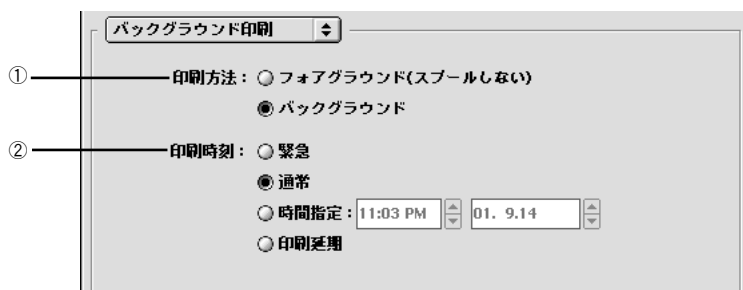 バックグラウンド印刷
① 印刷方法：フォアグラウンド(スプールしない)
バックグラウンド
② 印刷時刻：緊急
通常
時間指定：11:03 PM 01. 9.14
印刷延期